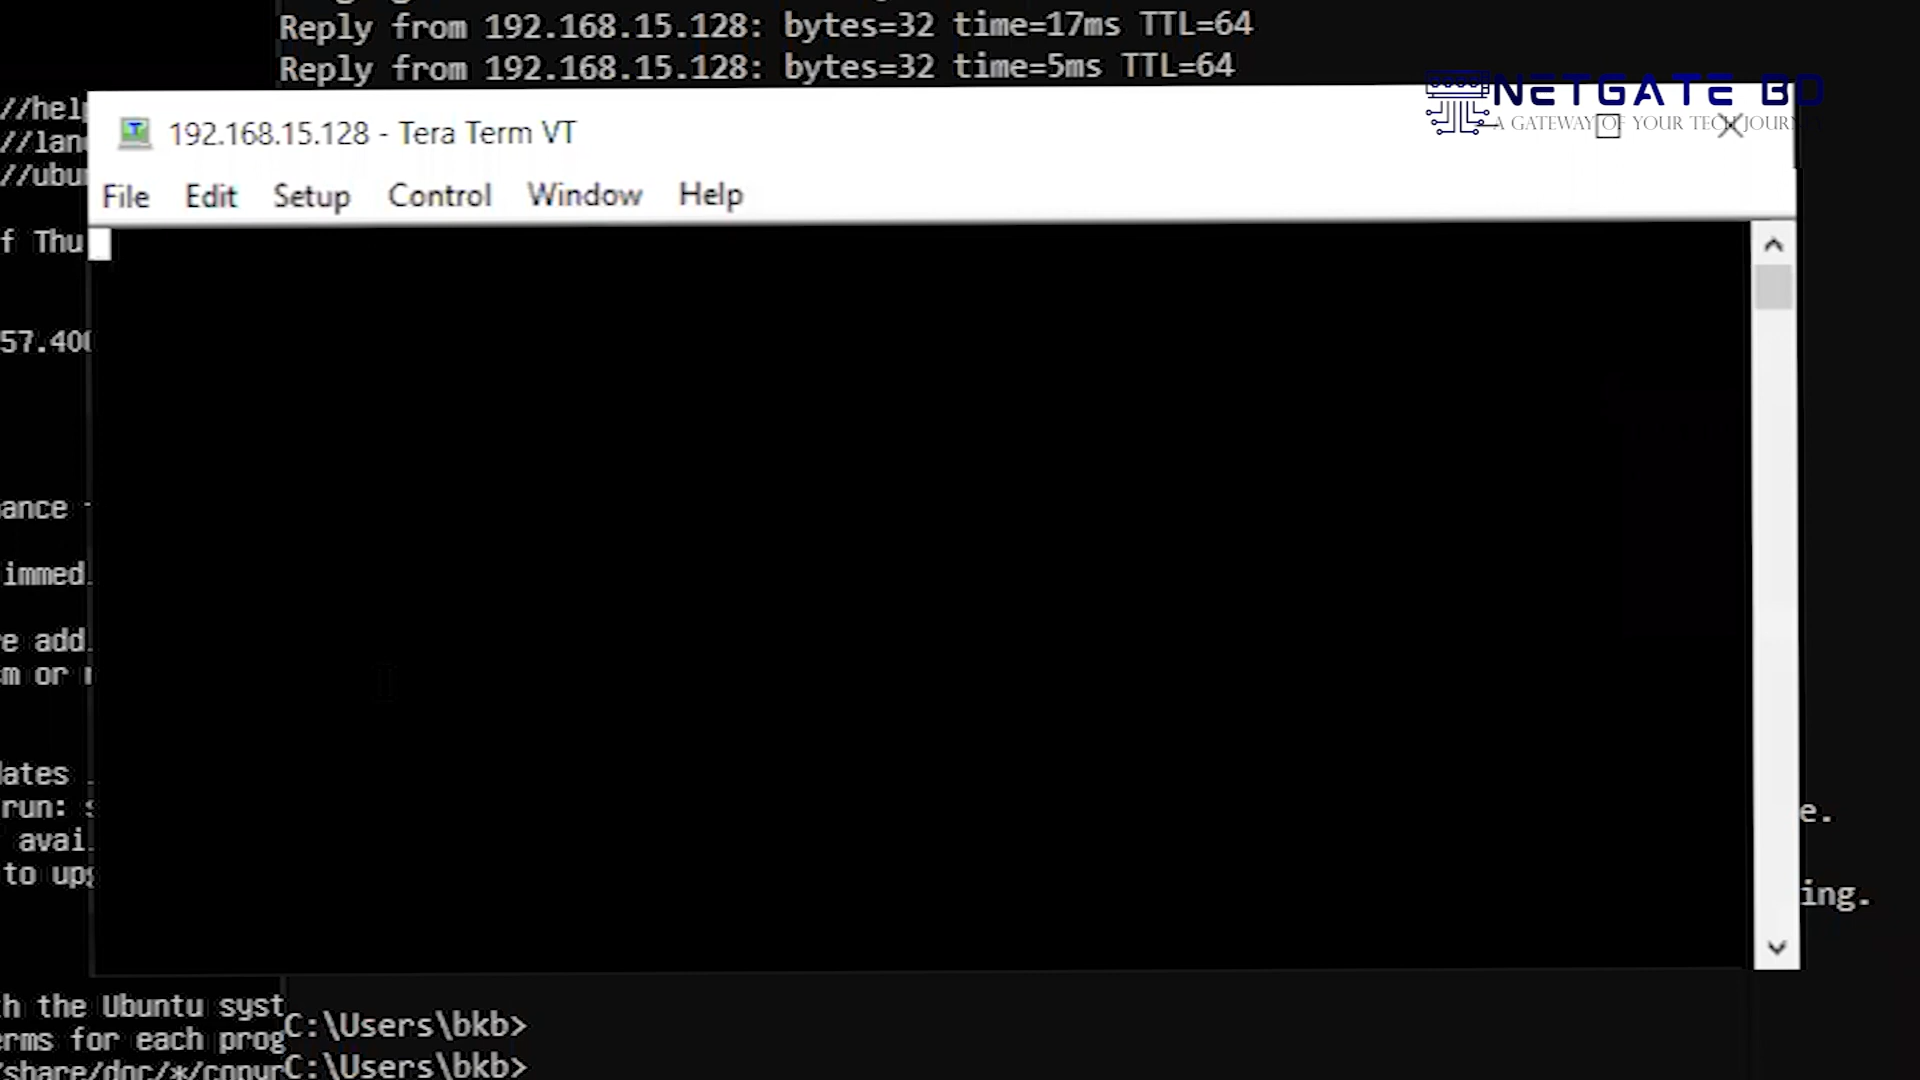 Reply from 192.168.15.128: bytes=32 time=17ms TTL=64
Reply from 192.168.15.128: bytes=32 time=5ms TTL=64
NETGATE BD
A GATEWAY OF YOUR TECH JOURN
192.168.15.128 - Tera Term VT
File Edit Setup Control Window Help
//help
//lan
//ubu
f Thu
57.400
ance
immed
e add
m or
ates
run:
avai
to upg
e.
ing.
h the Ubuntu syst
erms for each prog
/share/doc/*/copyr
C:\Users\bkb>
C:\Users\bkb>